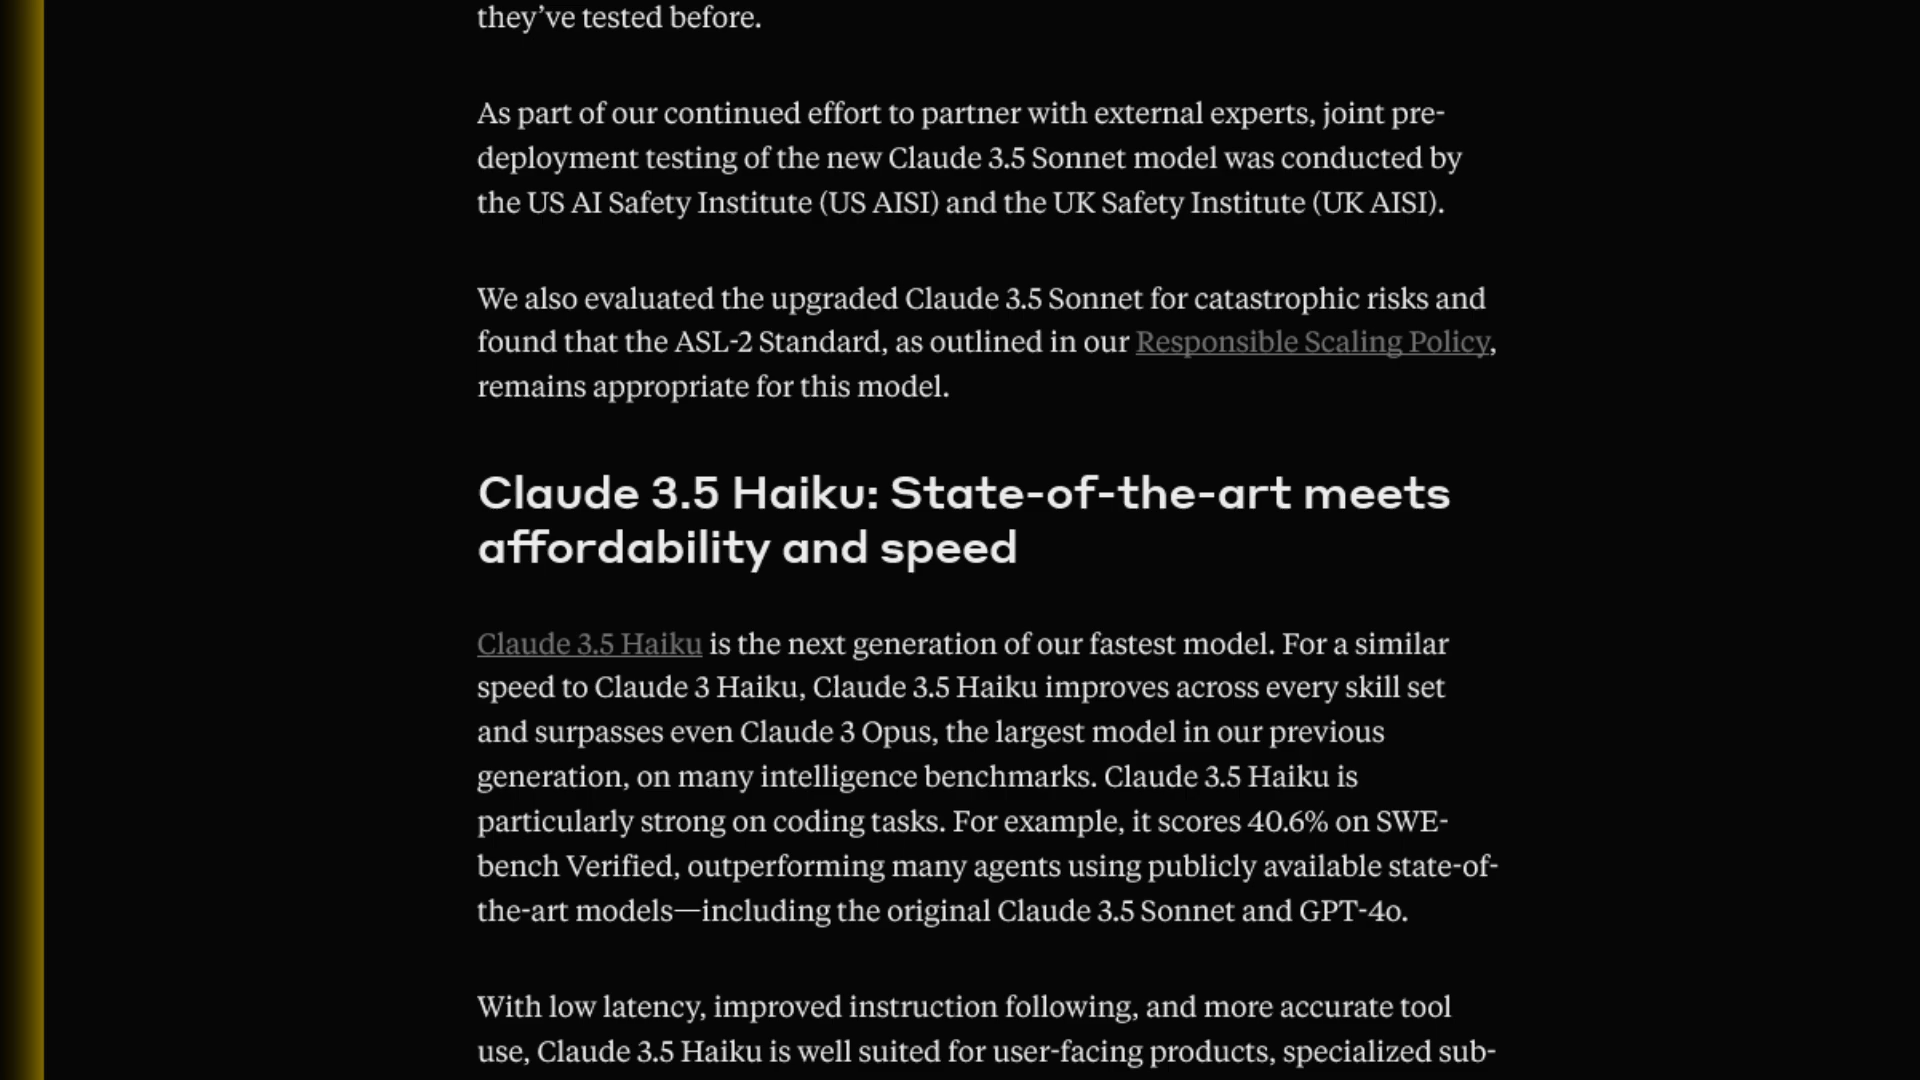 they’ve tested before.
As part of our continued effort to partner with external experts, joint pre-
deployment testing of the new Claude 3.5 Sonnet model was conducted by
the US AI Safety Institute (US AISI) and the UK Safety Institute (UK AISI).
We also evaluated the upgraded Claude 3.5 Sonnet for catastrophic risks and
found that the ASL-2 Standard, as outlined in our Responsible Scaling Policy,
remains appropriate for this model.
Claude 3.5 Haiku: State-of-the-art meets
affordability and speed
Claude 3.5 Haiku is the next generation of our fastest model. For a similar
speed to Claude 3 Haiku, Claude 3.5 Haiku improves across every skill set
and surpasses even Claude 3 Opus, the largest model in our previous
generation, on many intelligence benchmarks. Claude 3.5 Haiku is
particularly strong on coding tasks. For example, it scores 40.6% on SWE-
bench Verified, outperforming many agents using publicly available state-of-
the-art models—including the original Claude 3.5 Sonnet and GPT-4o.
With low latency, improved instruction following, and more accurate tool
use, Claude 3.5 Haiku is well suited for user-facing products, specialized sub-